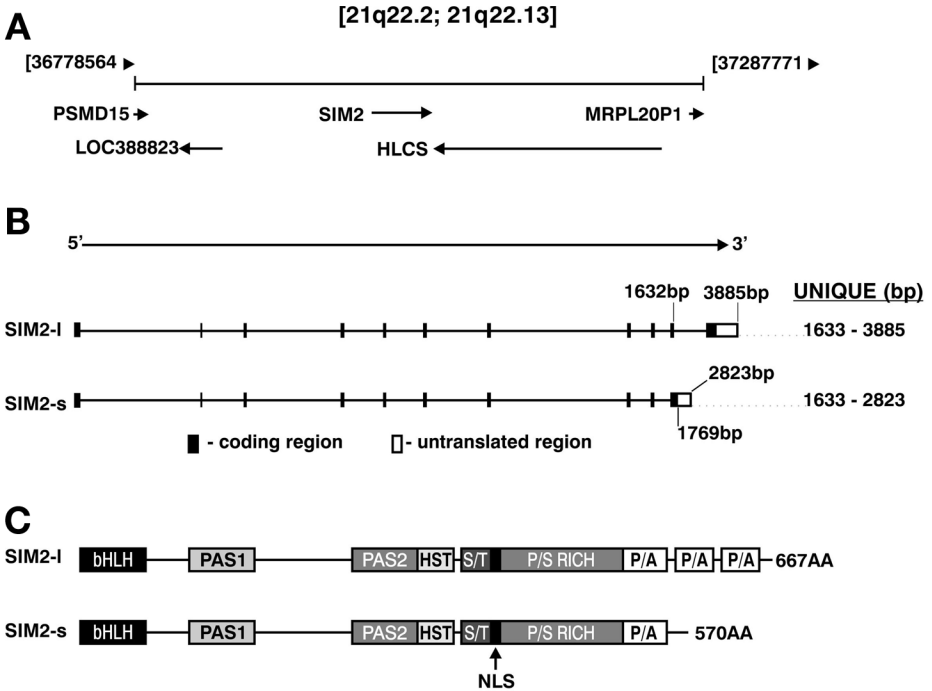 A
[21q22.2; 21q22.13]
[36778564
[37287771
PSMD15
SIM2
MRPL20P1
LOC388823
HLCS
B
5’
3’
1632bp
3885bp
UNIQUE (bp)
SIM2-l
1633 - 3885
2823bp
SIM2-s
1633 - 2823
1769bp
- coding region
- untranslated region
C
SIM2-l
bHLH
PAS1
PAS2
HST
S/T
P/S RICH
P/A
P/A
P/A
667AA
SIM2-s
bHLH
PAS1
PAS2
HST
S/T
P/S RICH
P/A
570AA
NLS